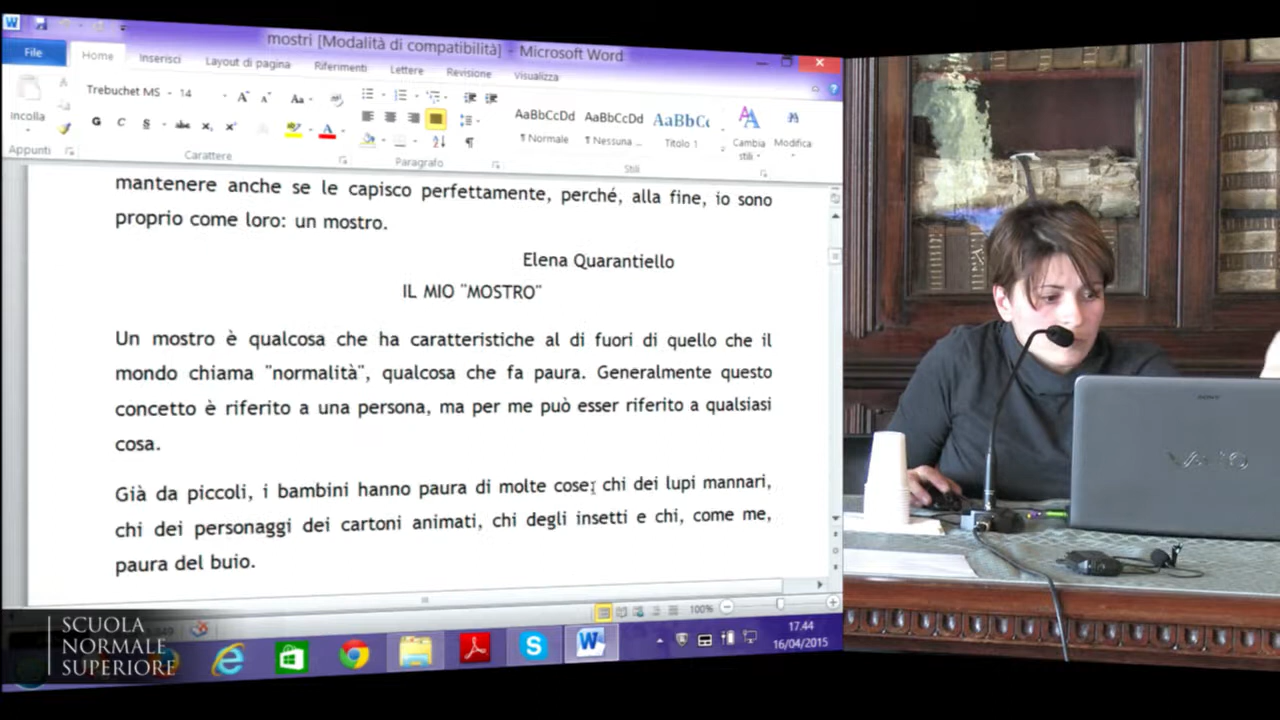 mostri [Modalità di compatibilità] - Microsoft Word
File Home Inserisci Layout di pagina Riferimenti Lettere Revisione Visualizza
Trebuchet MS 14
AaBbCcDd AaBbCcDd AaBbCc
Incolla
G C S abc
¶ Normale ¶ Nessuna ... Titolo 1 Cambia stili Modifica
Appunti Carattere Paragrafo Stili
mantenere anche se le capisco perfettamente, perché, alla fine, io sono
proprio come loro: un mostro.
Elena Quarantiello
IL MIO "MOSTRO"
Un mostro è qualcosa che ha caratteristiche al di fuori di quello che il
mondo chiama "normalità", qualcosa che fa paura. Generalmente questo
concetto è riferito a una persona, ma per me può esser riferito a qualsiasi
cosa.
Già da piccoli, i bambini hanno paura di molte cose: chi dei lupi mannari,
chi dei personaggi dei cartoni animati, chi degli insetti e chi, come me,
paura del buio.
100%
17.44
16/04/2015
SCUOLA
NORMALE
SUPERIORE
SONY
VAIO